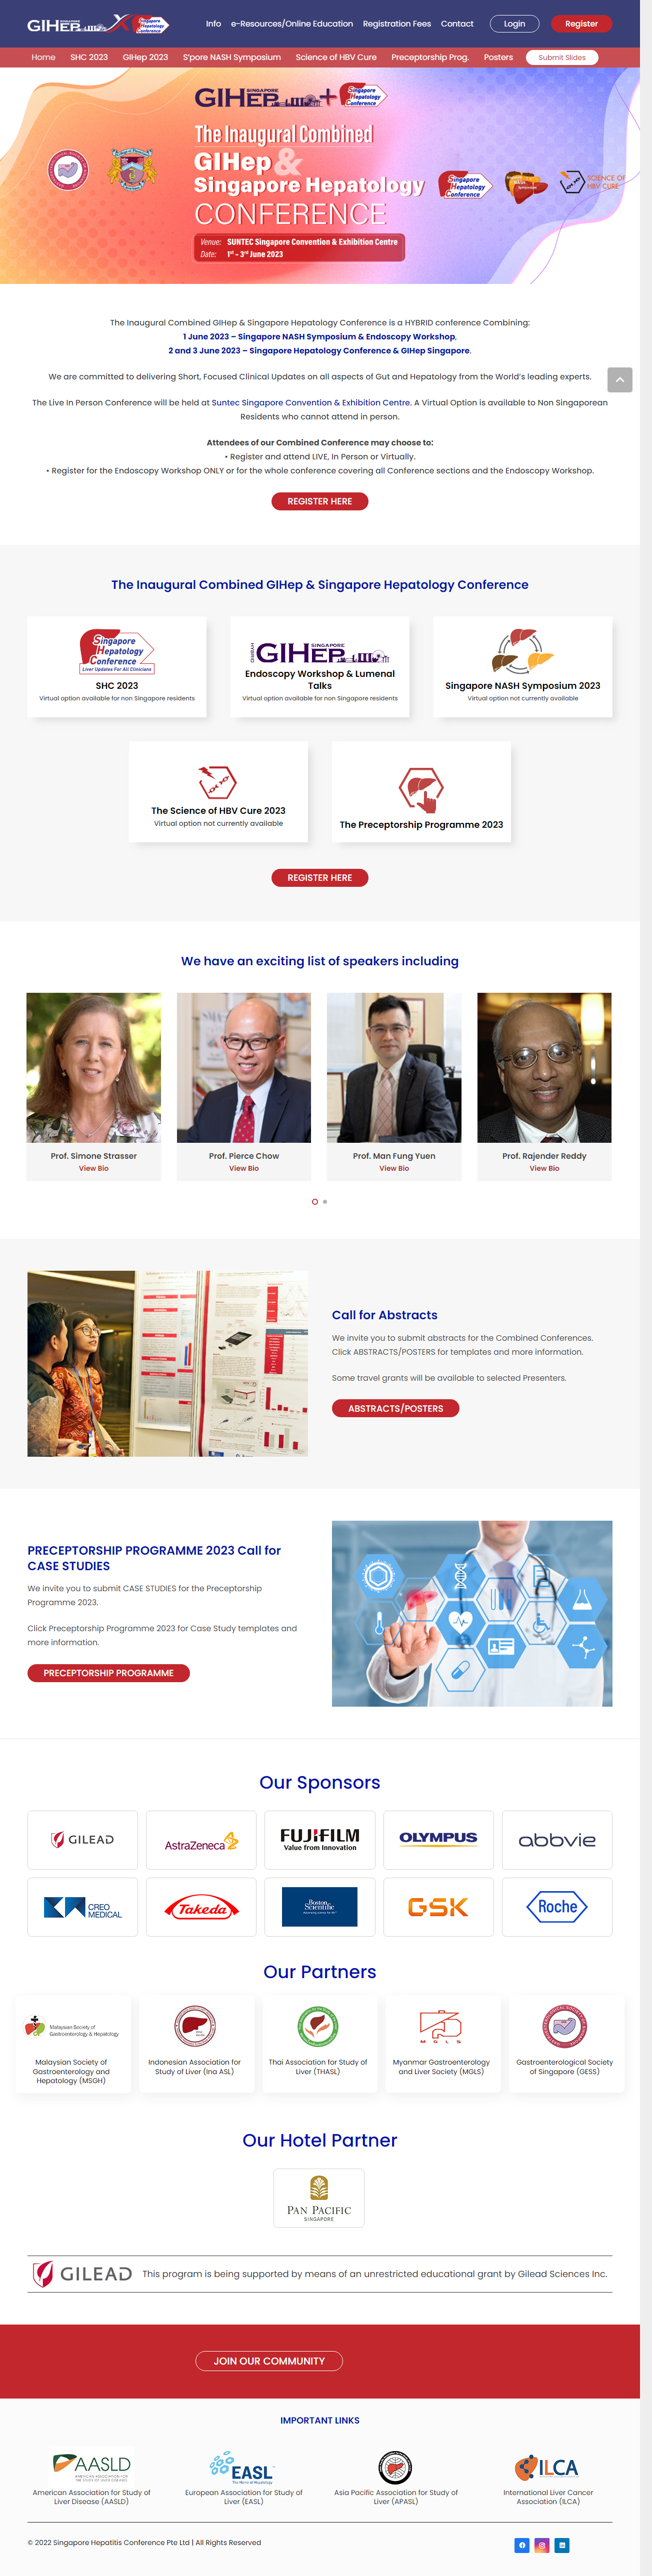 GIHEP X Singapore Hepatology Conference
Info e-Resources/Online Education Registration Fees Contact Login Register
Home SHC 2023 GIHep 2023 S'pore NASH Symposium Science of HBV Cure Preceptorship Prog. Posters Submit Slides
SINGAPORE
GIHEP + Singapore Hepatology Conference
The Inaugural Combined
GIHep &
Singapore Hepatology
CONFERENCE
Singapore Hepatology Conference
SCIENCE OF
HBV CURE
Venue: SUNTEC Singapore Convention & Exhibition Centre
Date: 1st – 3rd June 2023
The Inaugural Combined GIHep & Singapore Hepatology Conference is a HYBRID conference Combining:
1 June 2023 – Singapore NASH Symposium & Endoscopy Workshop,
2 and 3 June 2023 – Singapore Hepatology Conference & GIHep Singapore.
We are committed to delivering Short, Focused Clinical Updates on all aspects of Gut and Hepatology from the World's leading experts.
The Live In Person Conference will be held at Suntec Singapore Convention & Exhibition Centre. A Virtual Option is available to Non Singaporean
Residents who cannot attend in person.
Attendees of our Combined Conference may choose to:
• Register and attend LIVE, In Person or Virtually.
• Register for the Endoscopy Workshop ONLY or for the whole conference covering all Conference sections and the Endoscopy Workshop.
REGISTER HERE
The Inaugural Combined GIHep & Singapore Hepatology Conference
Singapore
Hepatology
Conference
Liver Updates For All Clinicians
SHC 2023
Virtual option available for non Singapore residents
SINGAPORE
GIHEP
Endoscopy Workshop & Lumenal
Talks
Virtual option available for non Singapore residents
Singapore NASH Symposium 2023
Virtual option not currently available
The Science of HBV Cure 2023
Virtual option not currently available
The Preceptorship Programme 2023
REGISTER HERE
We have an exciting list of speakers including
Prof. Simone Strasser
View Bio
Prof. Pierce Chow
View Bio
Prof. Man Fung Yuen
View Bio
Prof. Rajender Reddy
View Bio
Call for Abstracts
We invite you to submit abstracts for the Combined Conferences.
Click ABSTRACTS/POSTERS for templates and more information.
Some travel grants will be available to selected Presenters.
ABSTRACTS/POSTERS
PRECEPTORSHIP PROGRAMME 2023 Call for
CASE STUDIES
We invite you to submit CASE STUDIES for the Preceptorship
Programme 2023.
Click Preceptorship Programme 2023 for Case Study templates and
more information.
PRECEPTORSHIP PROGRAMME
Our Sponsors
GILEAD
AstraZeneca
FUJIFILM
Value from Innovation
OLYMPUS
abbvie
CREO
MEDICAL
Takeda
Boston
Scientific
GSK
Roche
Our Partners
Malaysian Society of
Gastroenterology & Hepatology
Malaysian Society of
Gastroenterology and
Hepatology (MSGH)
Indonesian Association for
Study of Liver (Ina ASL)
Thai Association for Study of
Liver (THASL)
M G L S
Myanmar Gastroenterology
and Liver Society (MGLS)
Gastroenterological Society
of Singapore (GESS)
Our Hotel Partner
PAN PACIFIC
SINGAPORE
GILEAD This program is being supported by means of an unrestricted educational grant by Gilead Sciences Inc.
JOIN OUR COMMUNITY
IMPORTANT LINKS
AASLD
American Association for Study of
Liver Disease (AASLD)
EASL
The Home of Hepatology
European Association for Study of
Liver (EASL)
Asia Pacific Association for Study of
Liver (APASL)
ILCA
International Liver Cancer
Association (ILCA)
© 2022 Singapore Hepatitis Conference Pte Ltd | All Rights Reserved